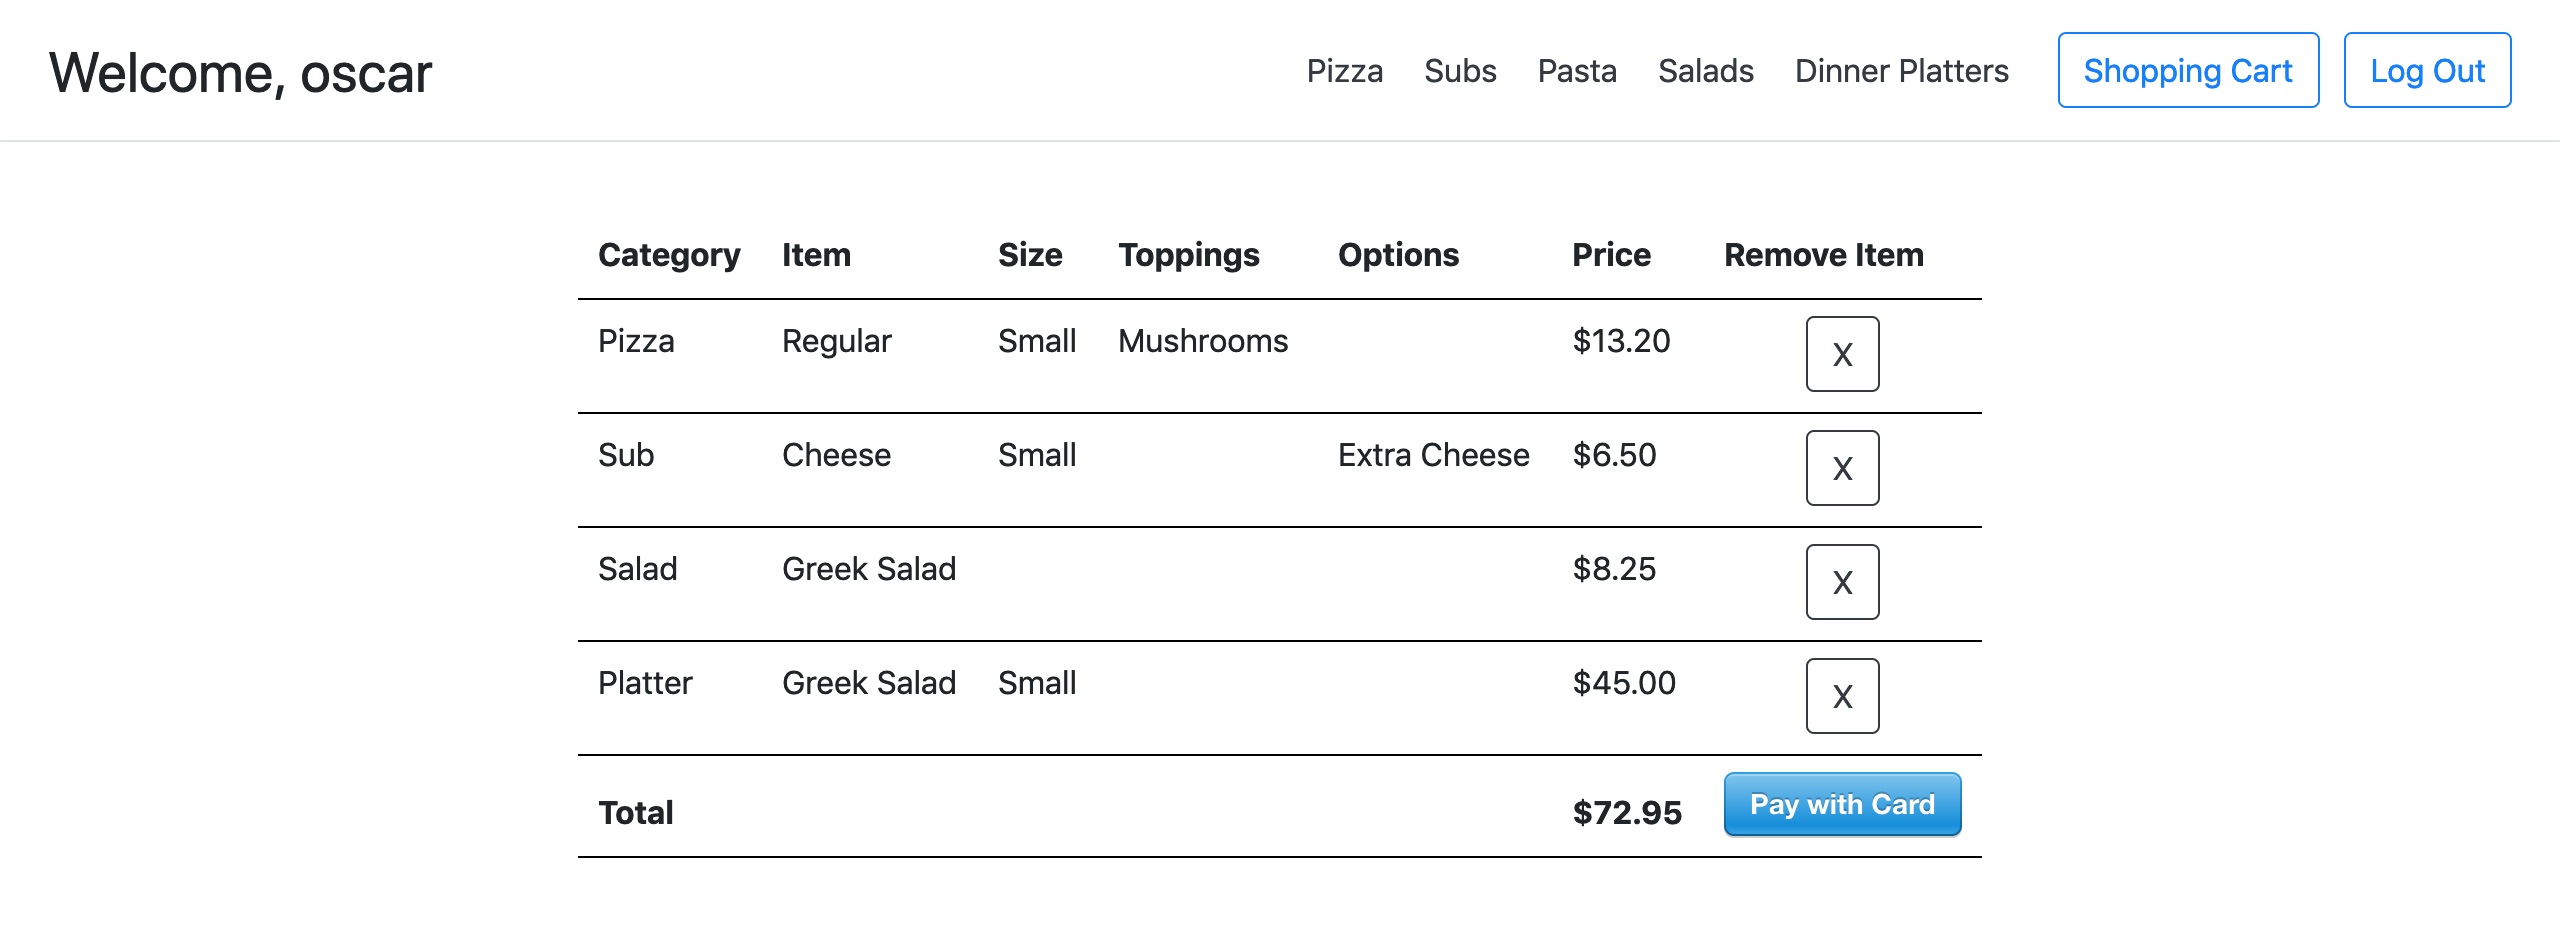 Welcome, oscar Pizza Subs Pasta Salads Dinner Platters Shopping Cart Log Out
Category Item Size Toppings Options Price Remove Item
Pizza Regular Small Mushrooms $13.20 X
Sub Cheese Small Extra Cheese $6.50 X
Salad Greek Salad $8.25 X
Platter Greek Salad Small $45.00 X
Total $72.95 Pay with Card